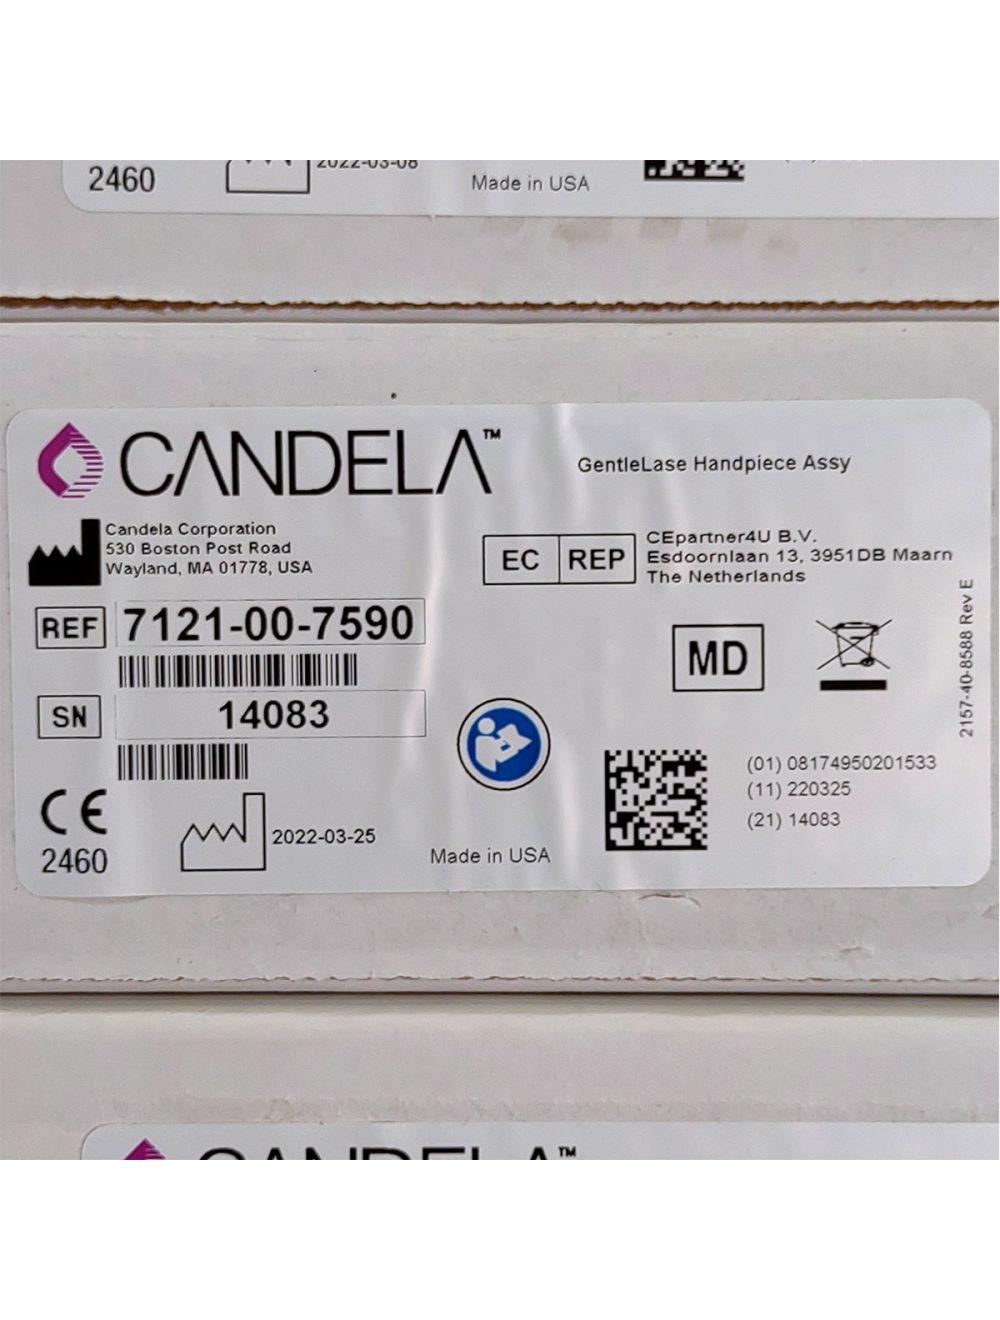 2460
2022-03-08
Made in USA
CANDELA™
GentleLase Handpiece Assy
Candela Corporation
530 Boston Post Road
Wayland, MA 01778, USA
EC REP
CEpartner4U B.V.
Esdoornlaan 13, 3951DB Maarn
The Netherlands
REF 7121-00-7590
SN 14083
MD
2157-40-8588 Rev E
CE
2460
2022-03-25
Made in USA
(01) 08174950201533
(11) 220325
(21) 14083
CANDELA™